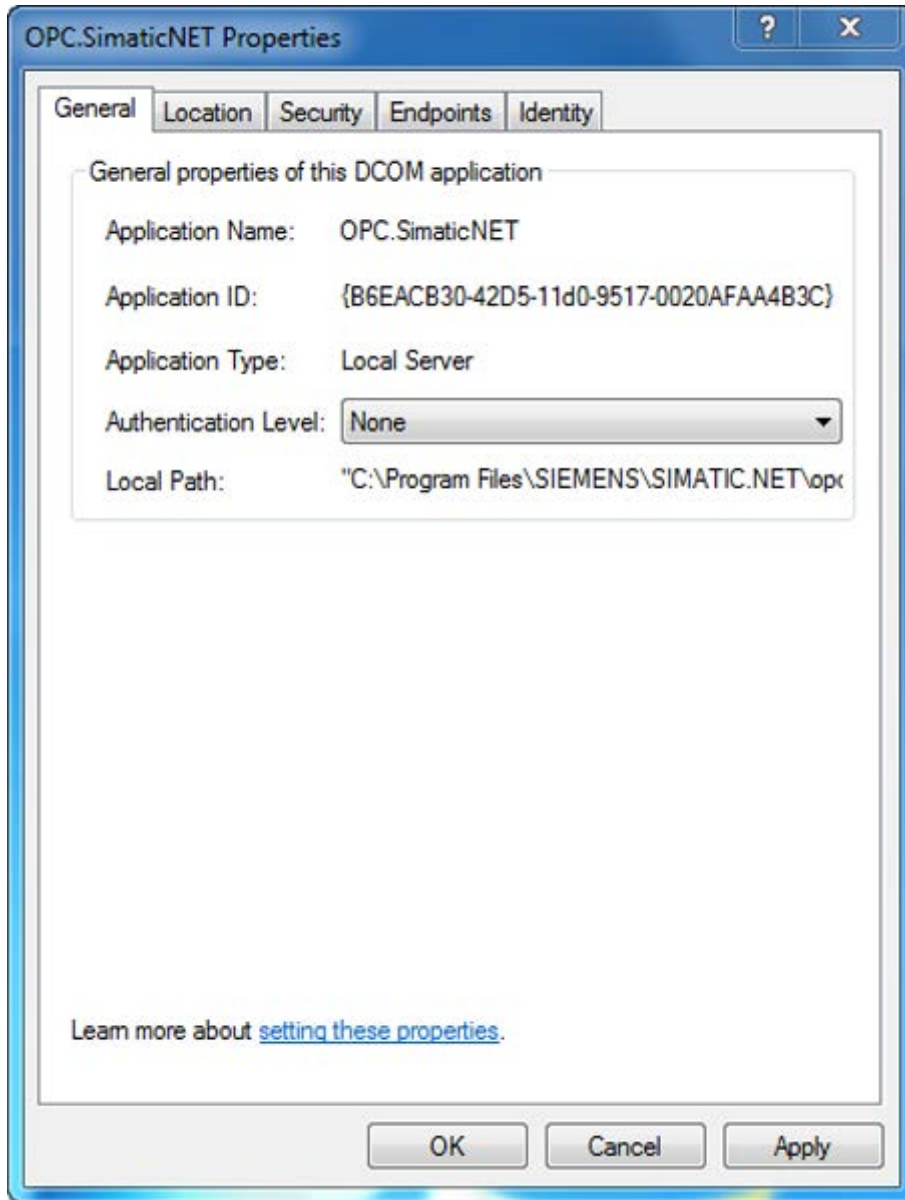 OPC.SimaticNET Properties
?
X
General Location Security Endpoints Identity
General properties of this DCOM application
Application Name: OPC.SimaticNET
Application ID: {B6EACB30-42D5-11d0-9517-0020AFAA4B3C}
Application Type: Local Server
Authentication Level: None
Local Path: "C:\Program Files\SIEMENS\SIMATIC.NET\opc
Learn more about setting these properties.
OK Cancel Apply